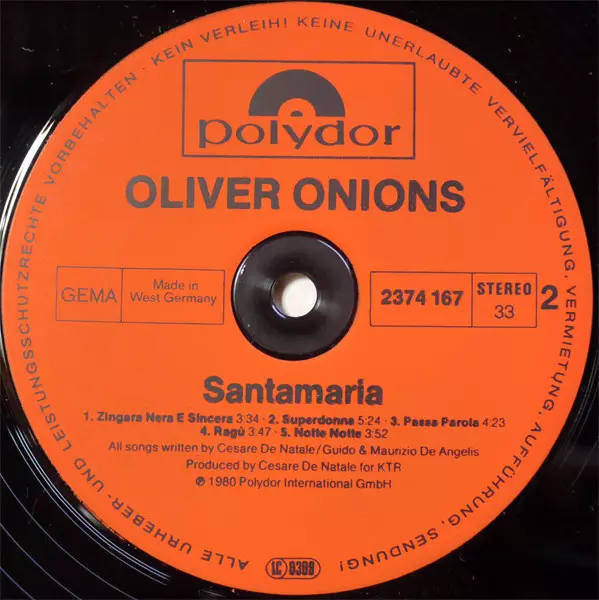 ALLE URHEBER- UND LEISTUNGSSCHUTZRECHTE VORBEHALTEN · KEIN VERLEIH! KEINE UNERLAUBTE VERVIELFÄLTIGUNG, VERMIETUNG, AUFFÜHRUNG, SENDUNG!
polydor
OLIVER ONIONS
GEMA
Made in
West Germany
2374 167
STEREO
33
2
Santamaria
1. Zingara Nera E Sincera 3:34 · 2. Superdonna 5:24 · 3. Passa Parola 4:23
4. Ragù 3:47 · 5. Notte Notte 3:52
All songs written by Cesare De Natale/Guido & Maurizio De Angelis
Produced by Cesare De Natale for KTR
℗ 1980 Polydor International GmbH
LC 0309